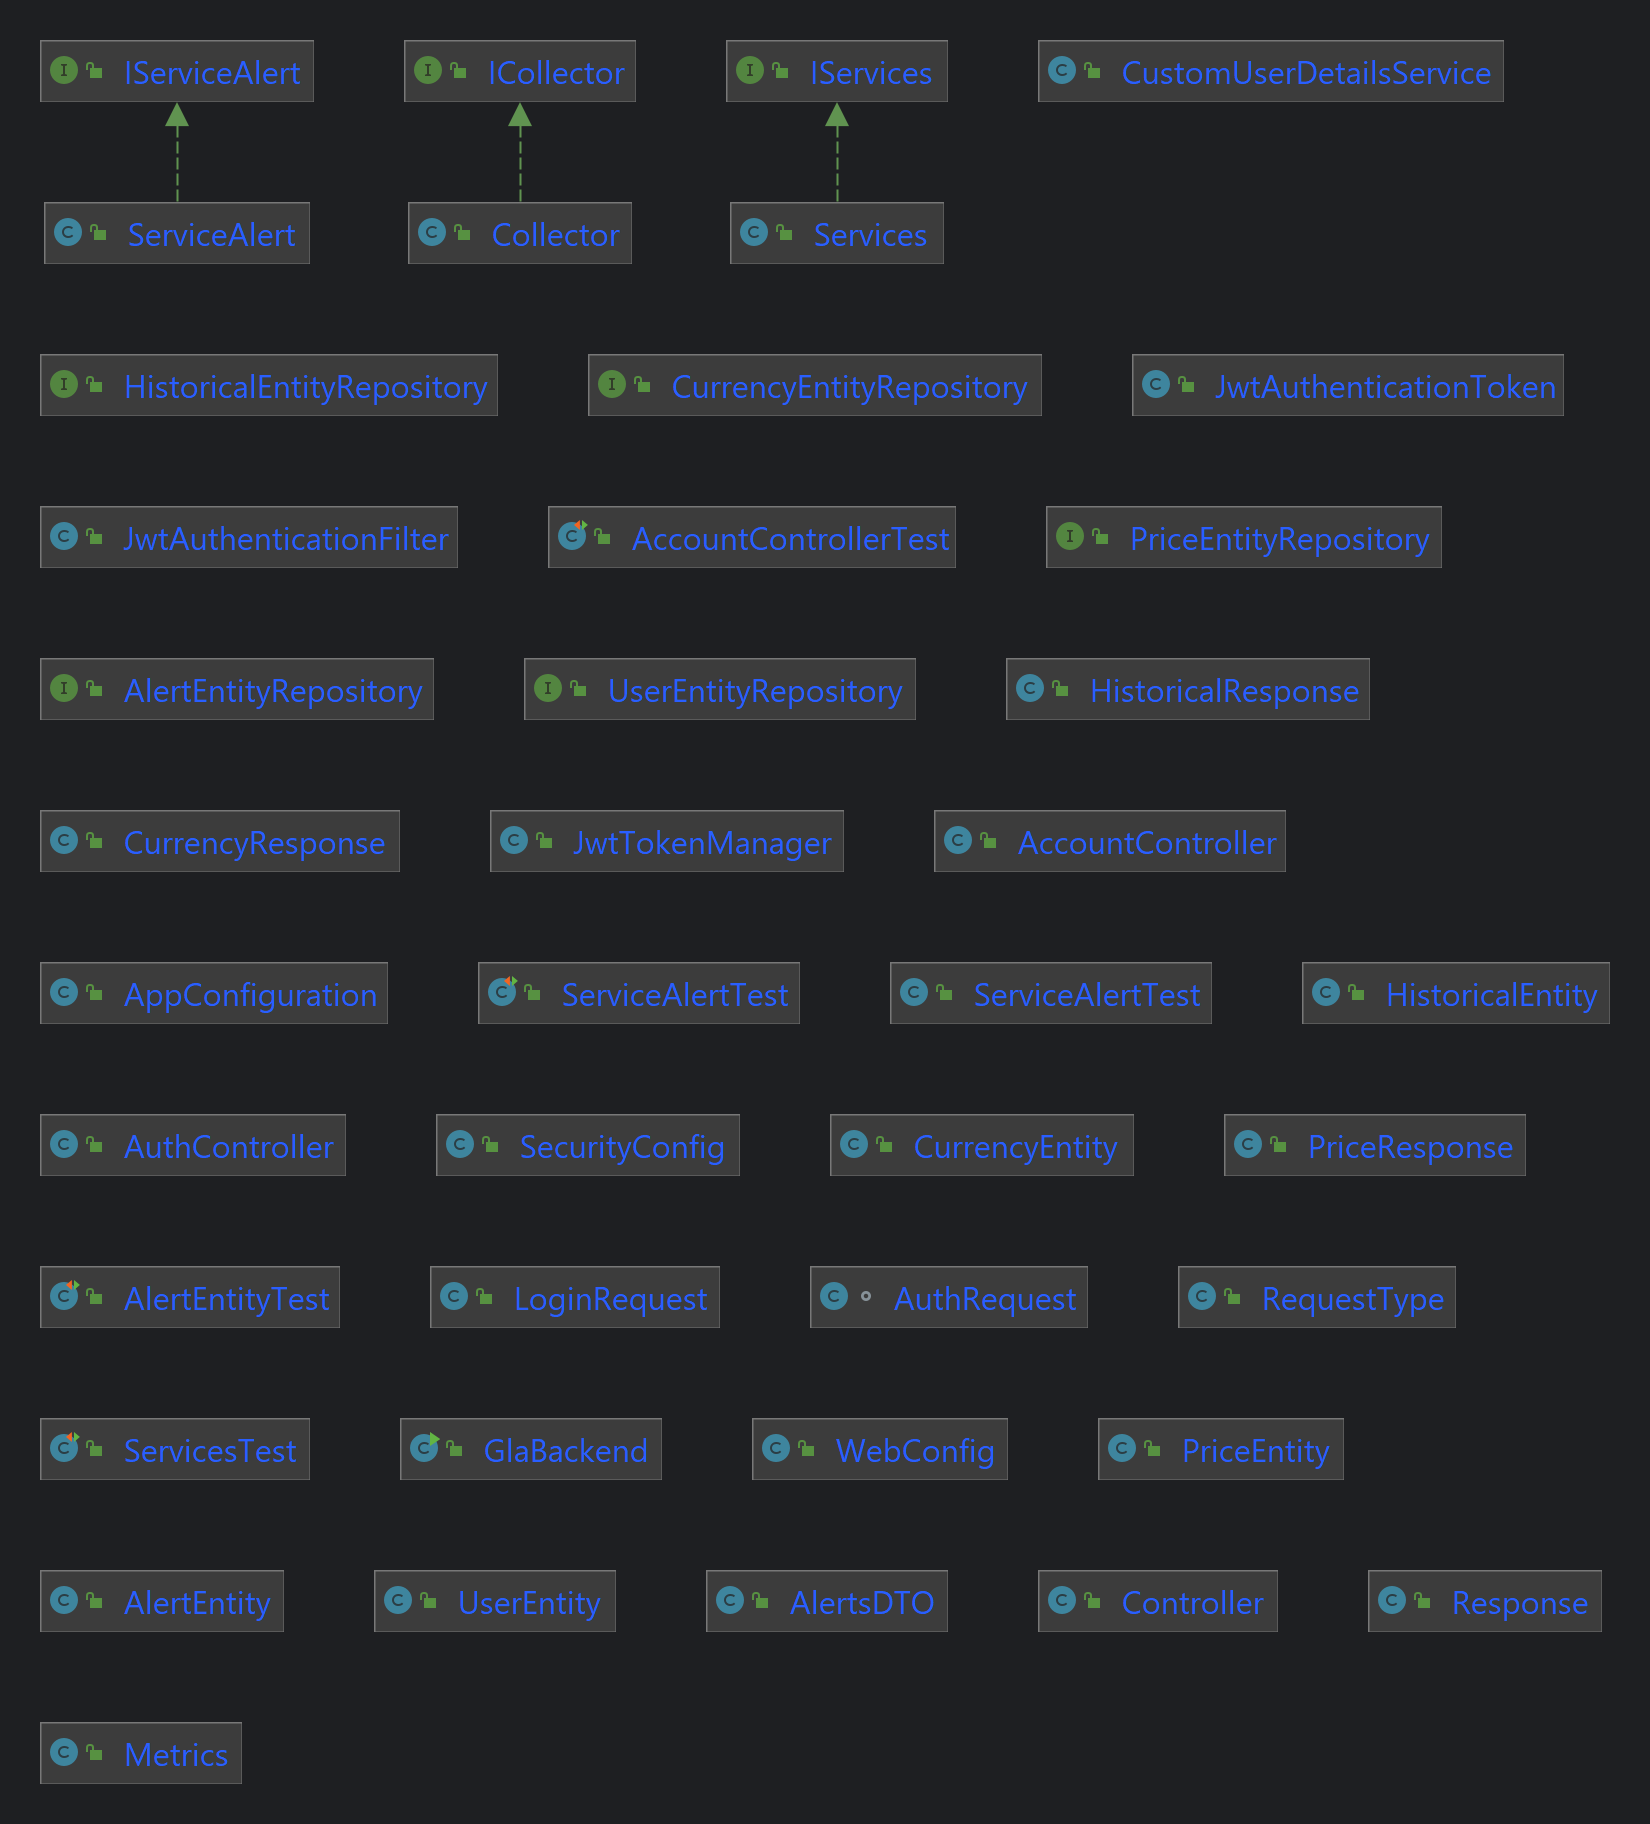 IServiceAlert ICollector IServices CustomUserDetailsService
ServiceAlert Collector Services
HistoricalEntityRepository CurrencyEntityRepository JwtAuthenticationToken
JwtAuthenticationFilter AccountControllerTest PriceEntityRepository
AlertEntityRepository UserEntityRepository HistoricalResponse
CurrencyResponse JwtTokenManager AccountController
AppConfiguration ServiceAlertTest ServiceAlertTest HistoricalEntity
AuthController SecurityConfig CurrencyEntity PriceResponse
AlertEntityTest LoginRequest AuthRequest RequestType
ServicesTest GlaBackend WebConfig PriceEntity
AlertEntity UserEntity AlertsDTO Controller Response
Metrics